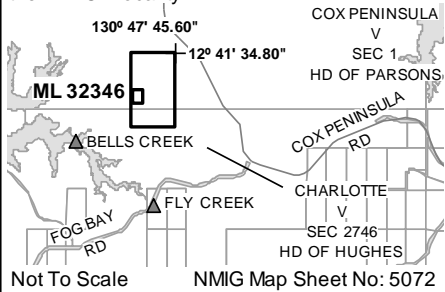 COX PENINSULA
V
SEC 1
HD OF PARSONS
130º 47' 45.60"
12º 41' 34.80"
ML 32346
BELLS CREEK
COX PENINSULA
RD
CHARLOTTE
V
SEC 2746
HD OF HUGHES
FLY CREEK
FOG BAY
RD
Not To Scale
NMIG Map Sheet No: 5072